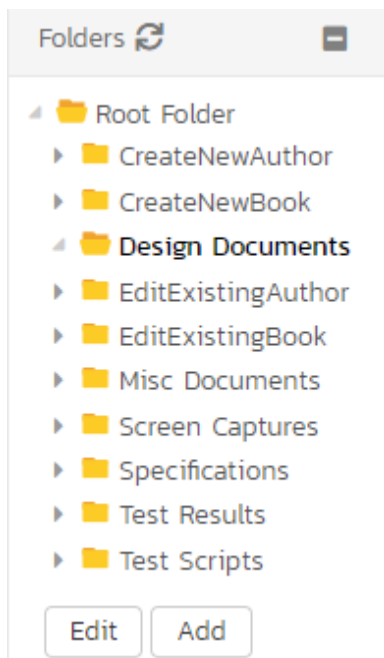 Folders
Root Folder
CreateNewAuthor
CreateNewBook
Design Documents
EditExistingAuthor
EditExistingBook
Misc Documents
Screen Captures
Specifications
Test Results
Test Scripts
Edit Add